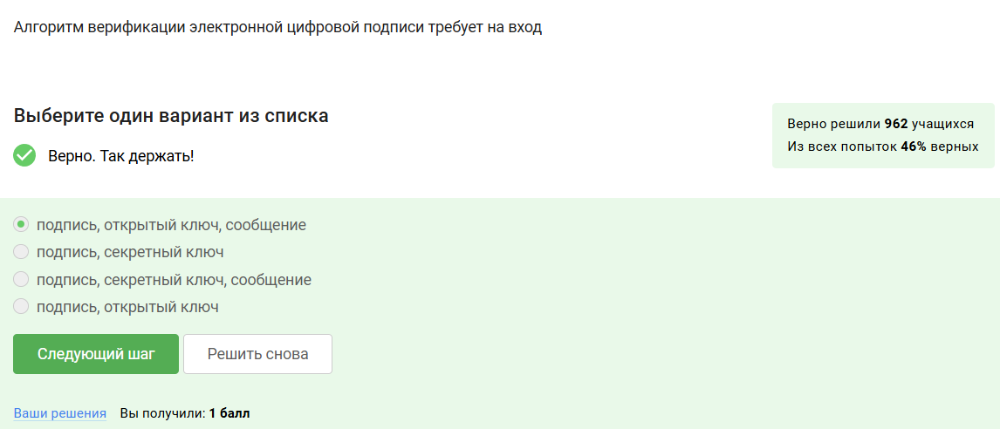 Алгоритм верификации электронной цифровой подписи требует на вход
Выберите один вариант из списка
Верно. Так держать!
Верно решили 962 учащихся
Из всех попыток 46% верных
подпись, открытый ключ, сообщение
подпись, секретный ключ
подпись, секретный ключ, сообщение
подпись, открытый ключ
Следующий шаг
Решить снова
Ваши решения Вы получили: 1 балл